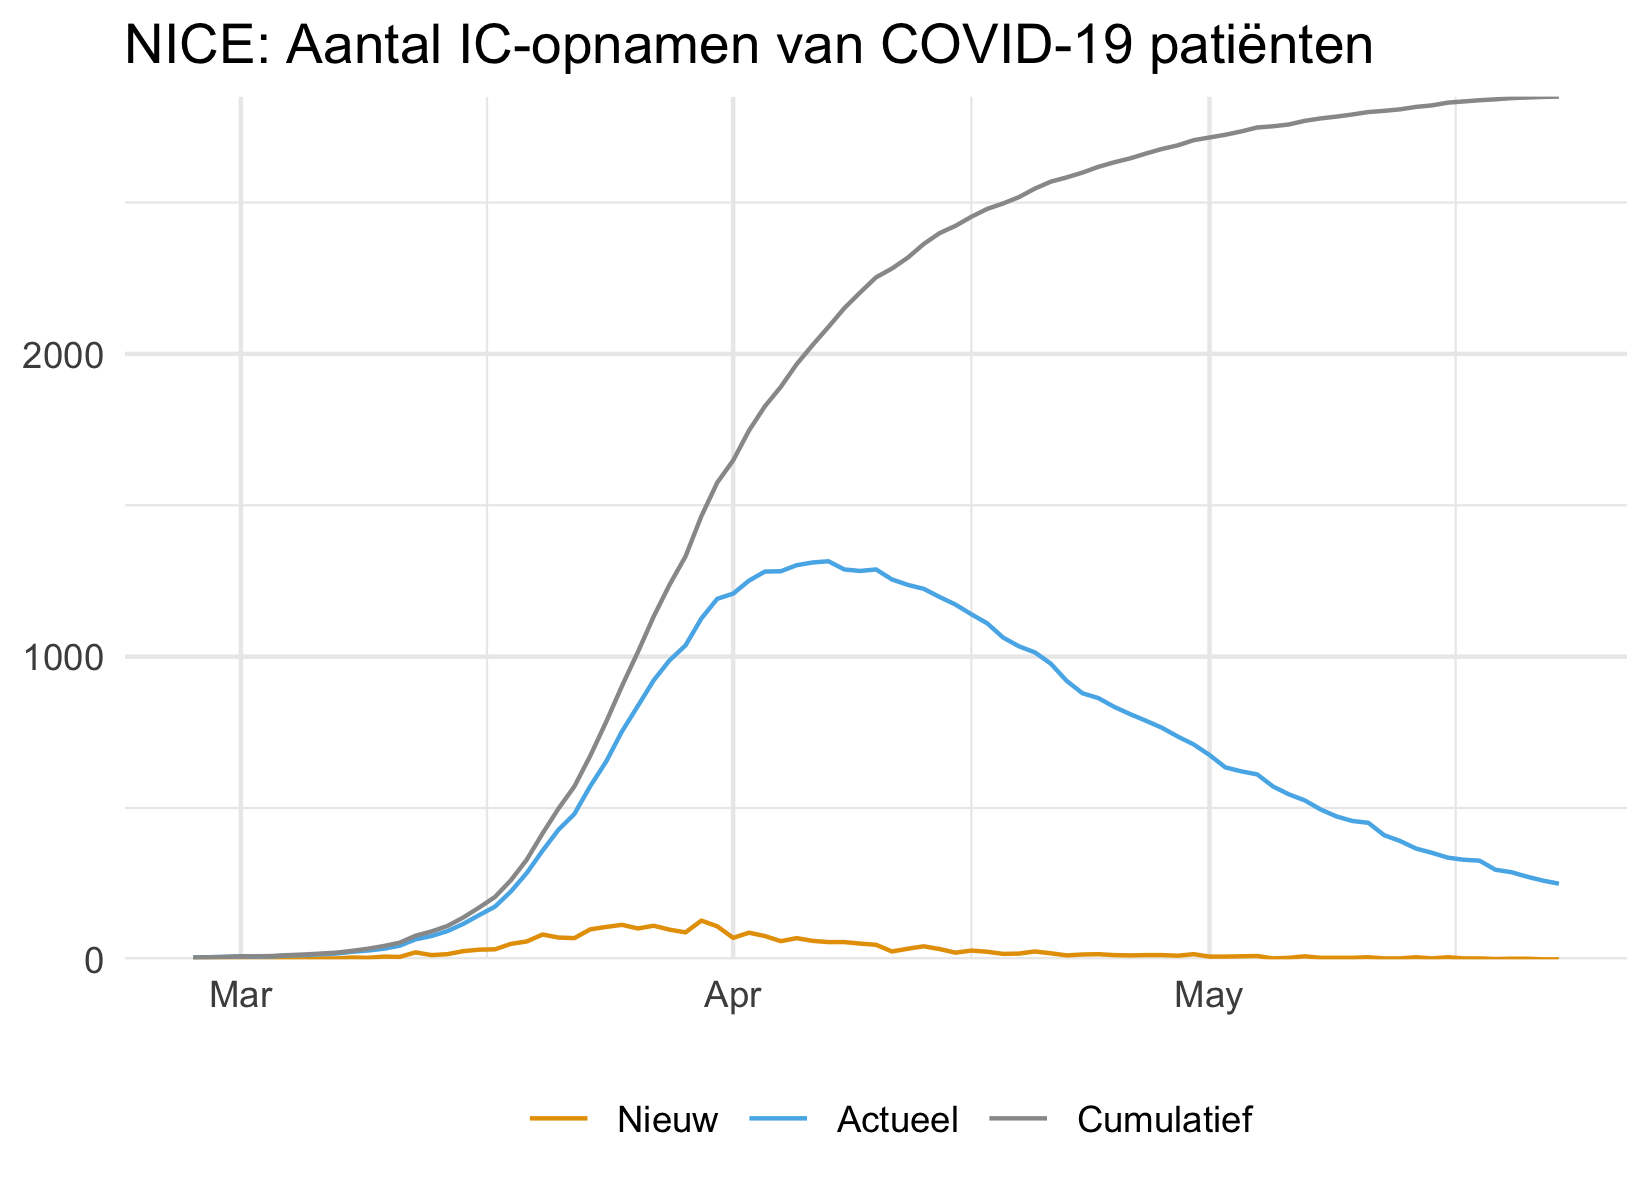 NICE: Aantal IC-opnamen van COVID-19 patiënten
2000
1000
0
Mar Apr May
Nieuw Actueel Cumulatief